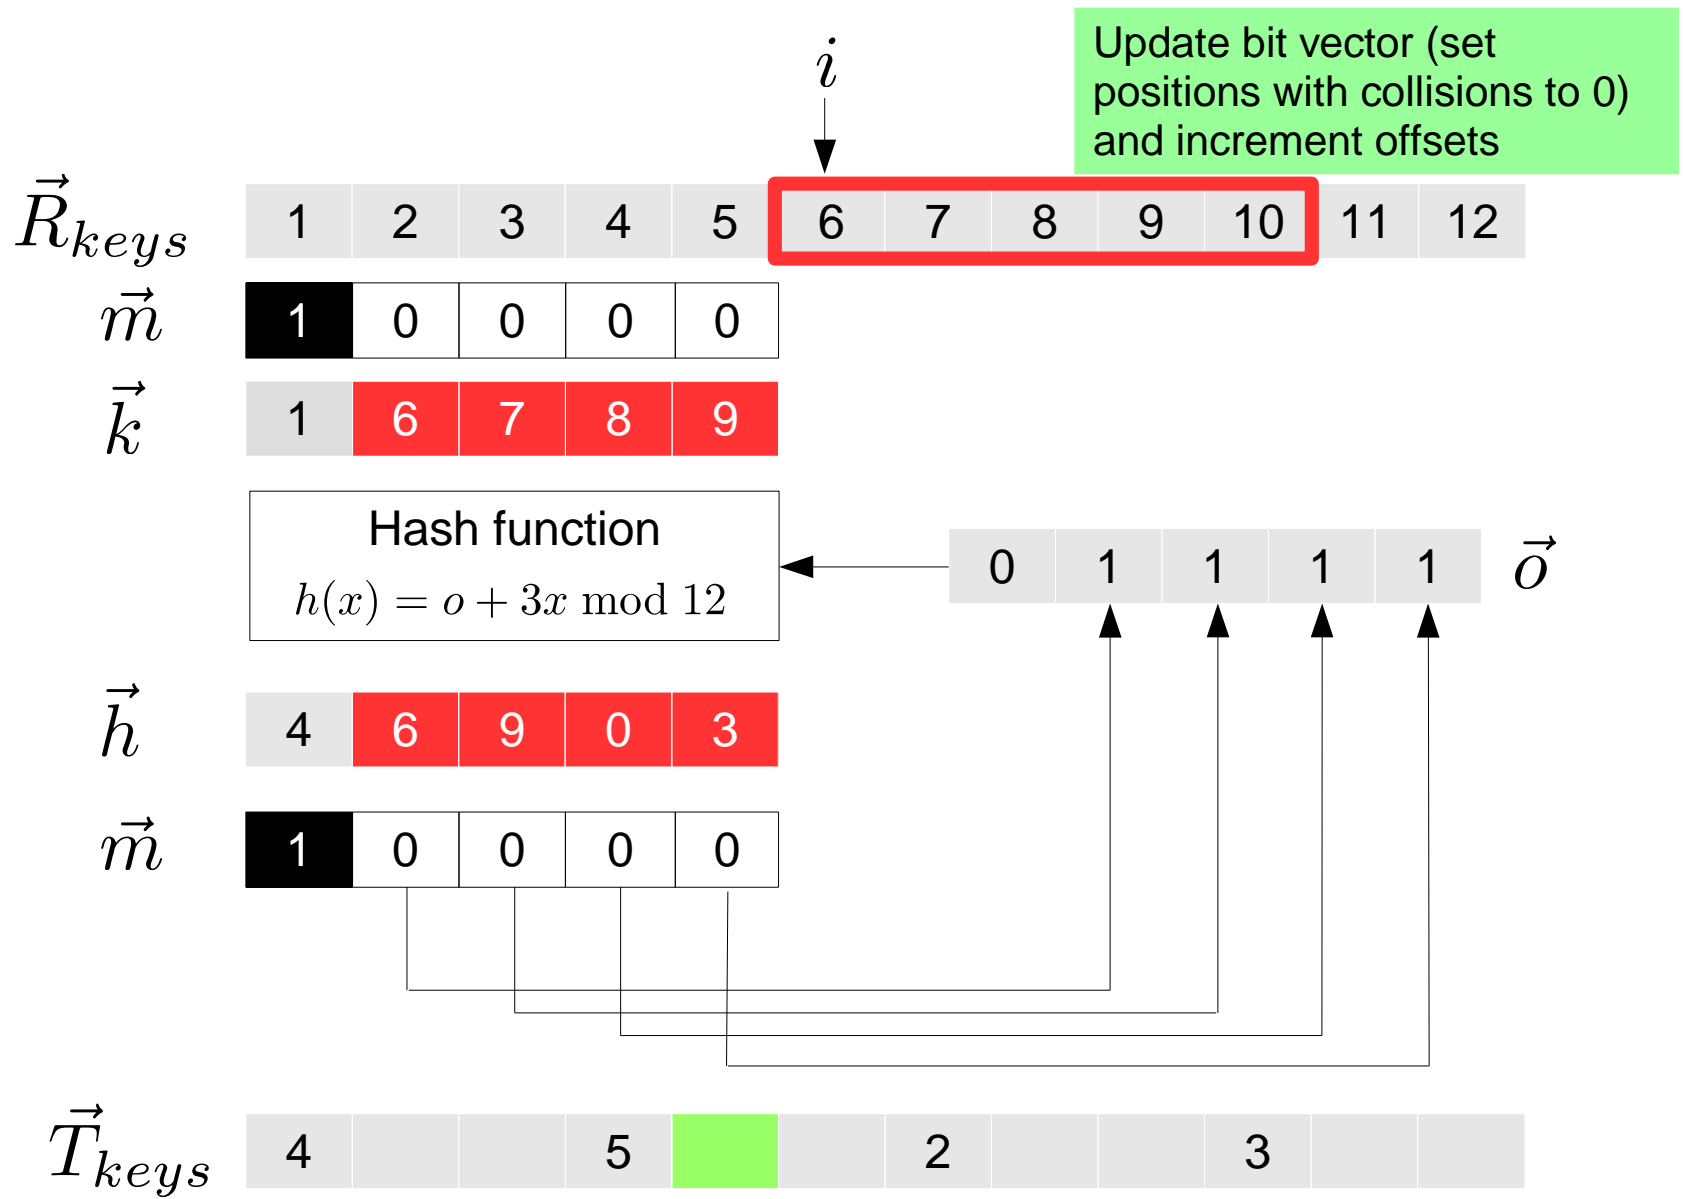 i
Update bit vector (set
positions with collisions to 0)
and increment offsets
R⃗keys 1 2 3 4 5 6 7 8 9 10 11 12
m⃗ 1 0 0 0 0
k⃗ 1 6 7 8 9
Hash function
h(x) = o + 3x mod 12
0 1 1 1 1 o⃗
h⃗ 4 6 9 0 3
m⃗ 1 0 0 0 0
T⃗keys 4 5 2 3